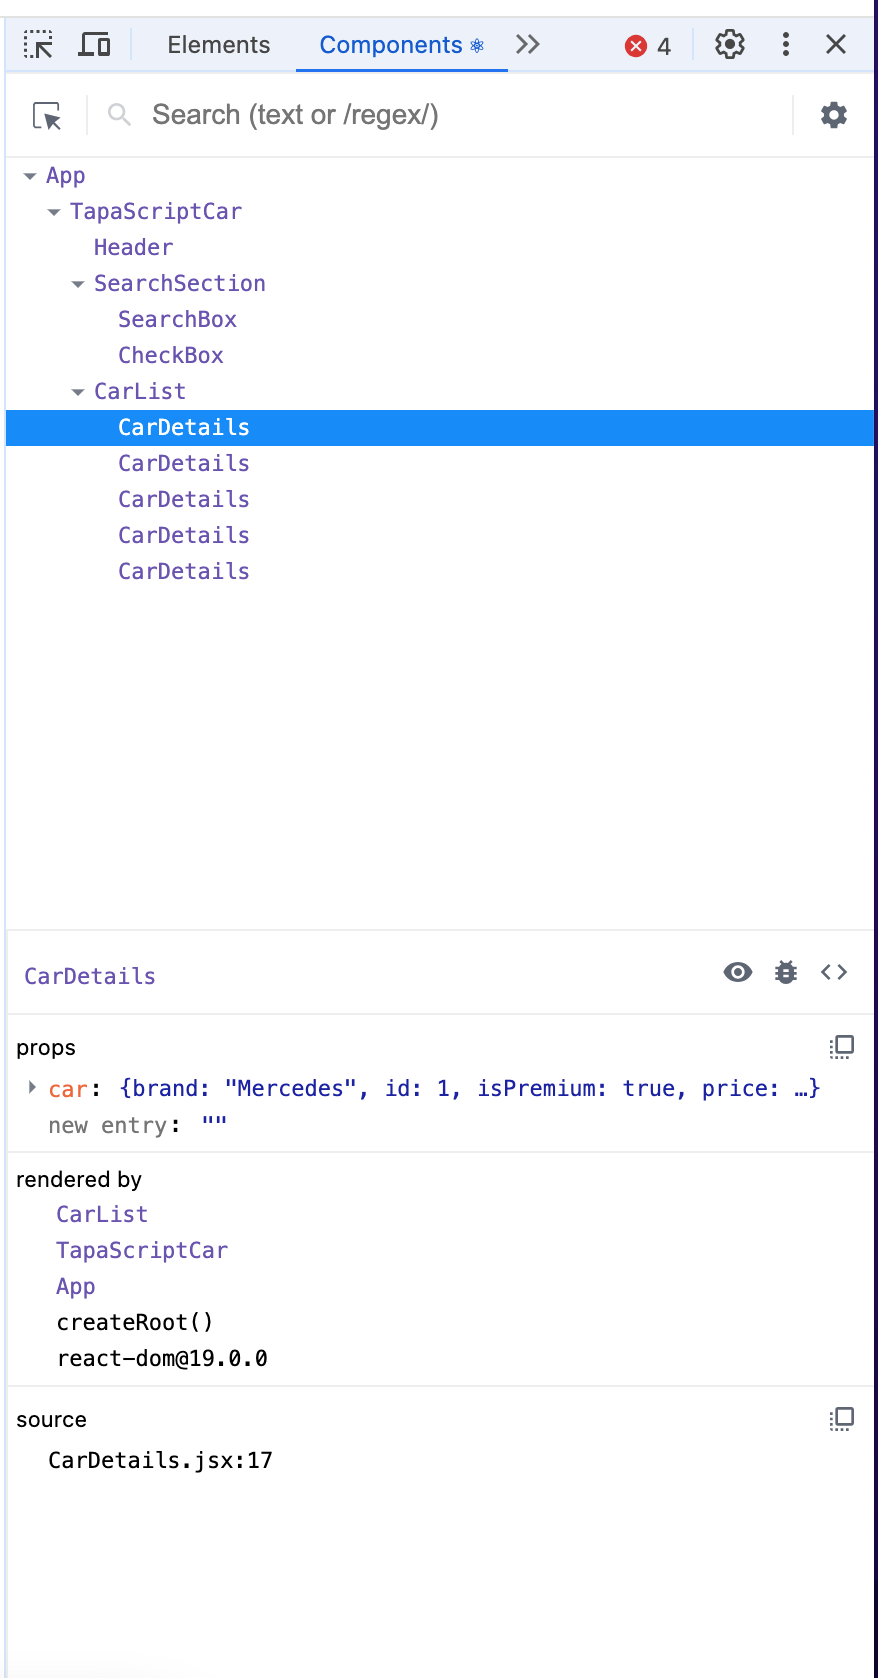 Elements Components ⚛ 4
Search (text or /regex/)
App
TapaScriptCar
Header
SearchSection
SearchBox
CheckBox
CarList
CarDetails
CarDetails
CarDetails
CarDetails
CarDetails
CarDetails
props
car: {brand: "Mercedes", id: 1, isPremium: true, price: …}
new entry: ""
rendered by
CarList
TapaScriptCar
App
createRoot()
react-dom@19.0.0
source
CarDetails.jsx:17